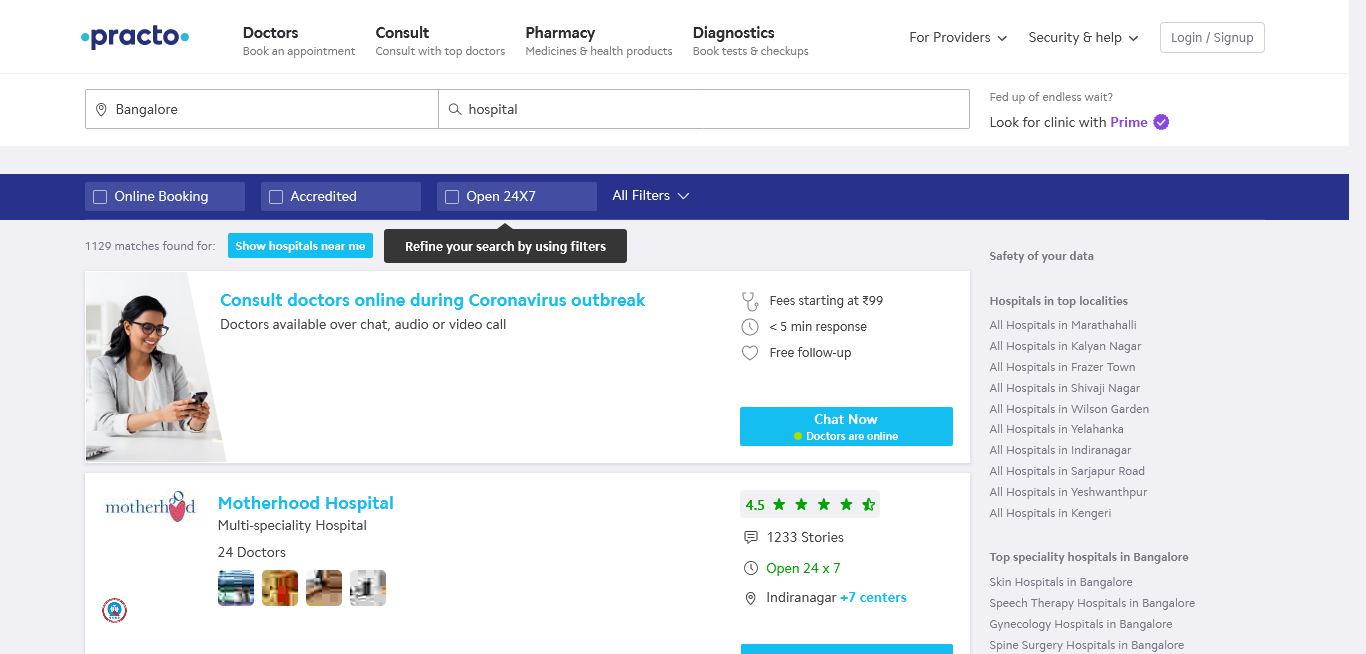 practo
Doctors
Book an appointment
Consult
Consult with top doctors
Pharmacy
Medicines & health products
Diagnostics
Book tests & checkups
For Providers
Security & help
Login / Signup
Bangalore
hospital
Fed up of endless wait?
Look for clinic with Prime
Online Booking
Accredited
Open 24X7
All Filters
1129 matches found for:
Show hospitals near me
Refine your search by using filters
Consult doctors online during Coronavirus outbreak
Doctors available over chat, audio or video call
Fees starting at ₹99
< 5 min response
Free follow-up
Chat Now
Doctors are online
motherhood
Motherhood Hospital
Multi-speciality Hospital
24 Doctors
4.5
1233 Stories
Open 24 x 7
Indiranagar +7 centers
Safety of your data
Hospitals in top localities
All Hospitals in Marathahalli
All Hospitals in Kalyan Nagar
All Hospitals in Frazer Town
All Hospitals in Shivaji Nagar
All Hospitals in Wilson Garden
All Hospitals in Yelahanka
All Hospitals in Indiranagar
All Hospitals in Sarjapur Road
All Hospitals in Yeshwanthpur
All Hospitals in Kengeri
Top speciality hospitals in Bangalore
Skin Hospitals in Bangalore
Speech Therapy Hospitals in Bangalore
Gynecology Hospitals in Bangalore
Spine Surgery Hospitals in Bangalore